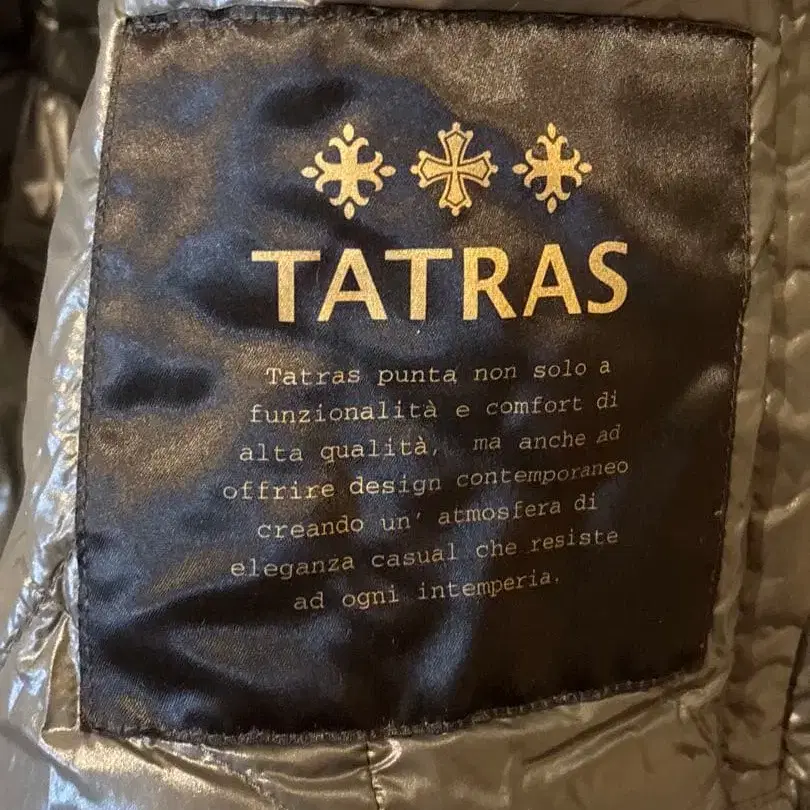 TATRAS
Tatras punta non solo a
funzionalità e comfort di
alta qualità, ma anche ad
offrire design contemporaneo
creando un' atmosfera di
eleganza casual che resiste
ad ogni intemperia.